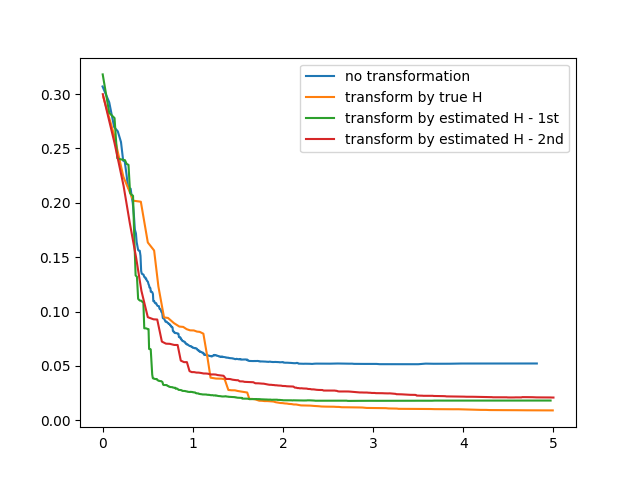 no transformation
transform by true H
transform by estimated H - 1st
transform by estimated H - 2nd
0.30
0.25
0.20
0.15
0.10
0.05
0.00
0 1 2 3 4 5